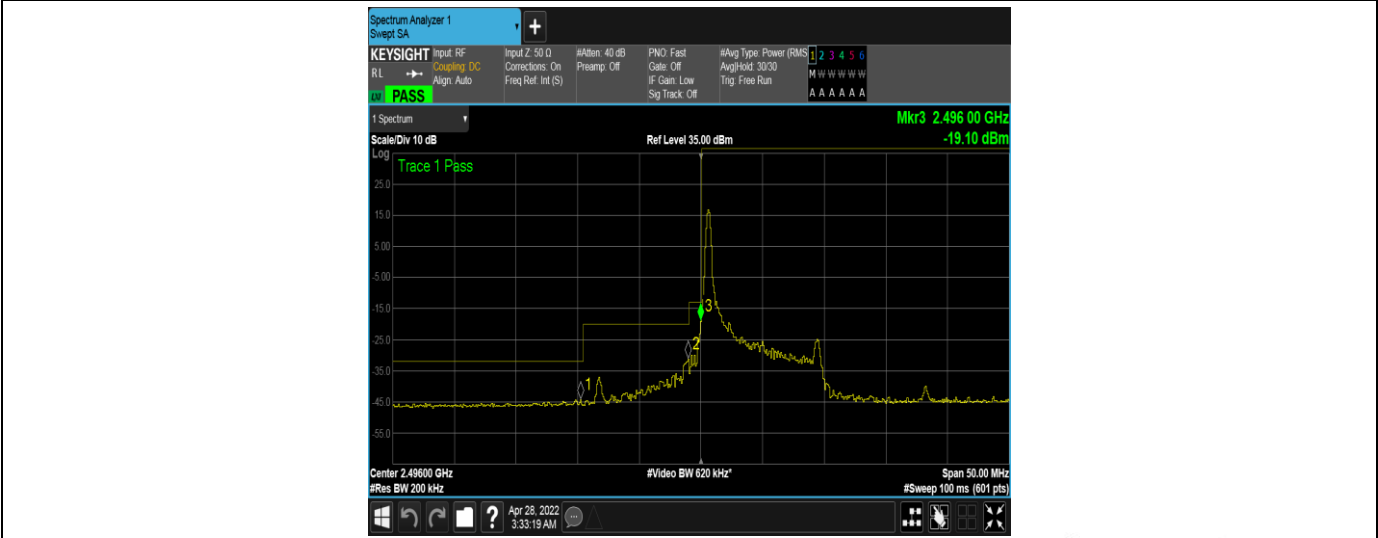 Spectrum Analyzer 1
Swept SA
+
KEYSIGHT Input: RF Input Z: 50 Ω #Atten: 40 dB PNO: Fast #Avg Type: Power (RMS 1 2 3 4 5 6
RL Coupling: DC Corrections: On Preamp: Off Gate: Off Avg|Hold: 30/30 M W W W W W
Align: Auto Freq Ref: Int (S) IF Gain: Low Trig: Free Run
PASS Sig Track: Off A A A A A A
1 Spectrum
Mkr3 2.496 00 GHz
Scale/Div 10 dB Ref Level 35.00 dBm -19.10 dBm
Log
Trace 1 Pass
25.0
15.0
5.00
-5.00
-15.0
3
-25.0
2
-35.0
1
-45.0
-55.0
Center 2.49600 GHz #Video BW 620 kHz* Span 50.00 MHz
#Res BW 200 kHz #Sweep 100 ms (601 pts)
? Apr 28, 2022
3:33:19 AM